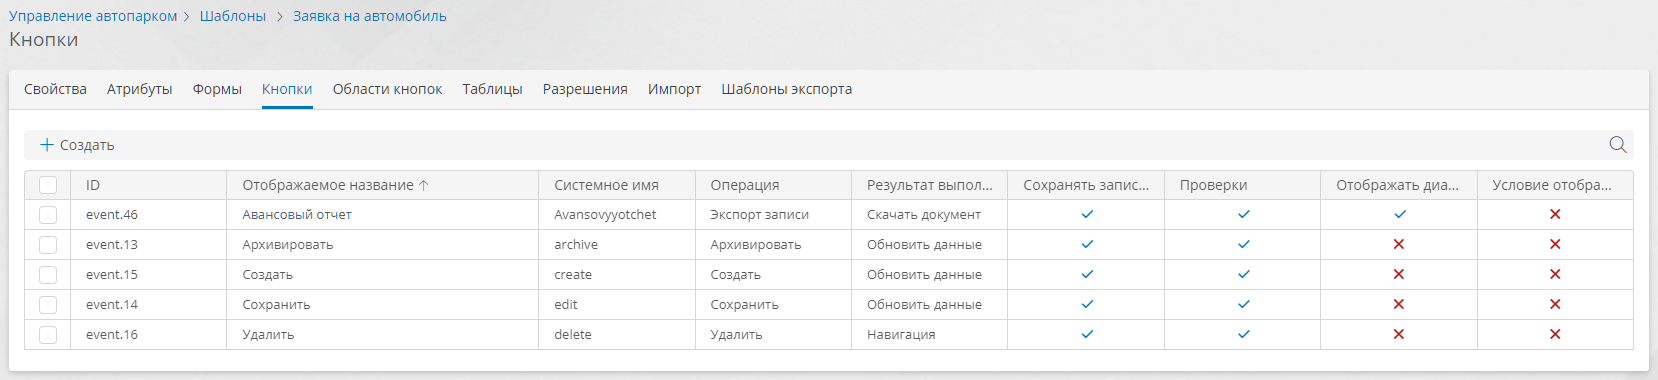 Управление автопарком > Шаблоны > Заявка на автомобиль
Кнопки
Свойства Атрибуты Формы Кнопки Области кнопок Таблицы Разрешения Импорт Шаблоны экспорта
+ Создать
ID Отображаемое название ↑ Системное имя Операция Результат выпол... Сохранять запис... Проверки Отображать диа... Условие отобра...
event.46 Авансовый отчет Avansovyyotchet Экспорт записи Скачать документ
event.13 Архивировать archive Архивировать Обновить данные
event.15 Создать create Создать Обновить данные
event.14 Сохранить edit Сохранить Обновить данные
event.16 Удалить delete Удалить Навигация